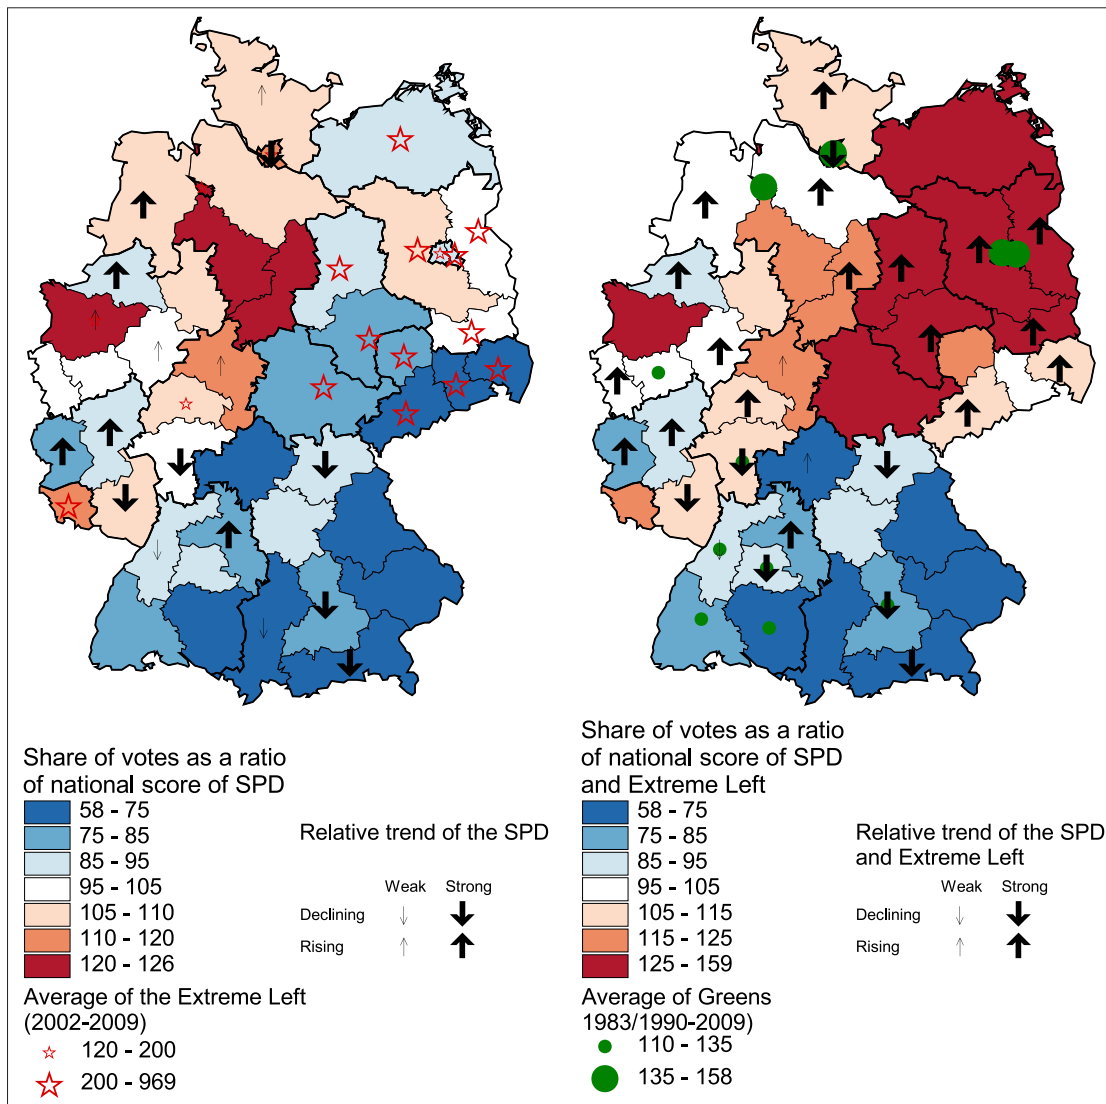 Share of votes as a ratio
of national score of SPD
58 - 75
75 - 85
85 - 95
95 - 105
105 - 110
110 - 120
120 - 126
Relative trend of the SPD
Weak Strong
Declining
Rising
Average of the Extreme Left
(2002-2009)
120 - 200
200 - 969
Share of votes as a ratio
of national score of SPD
and Extreme Left
58 - 75
75 - 85
85 - 95
95 - 105
105 - 115
115 - 125
125 - 159
Relative trend of the SPD
and Extreme Left
Weak Strong
Declining
Rising
Average of Greens
1983/1990-2009)
110 - 135
135 - 158